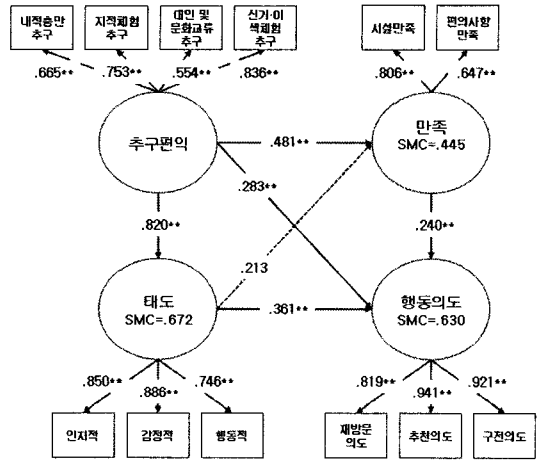 내적충만
추구
지적체험
추구
대인 및
문화교류
추구
신기·이
색체험
추구
시설만족
편의사항
만족
.665**
.753**
.554**
.836**
.806**
.647**
추구편익
만족
SMC=.445
.481**
.283**
.820**
.240**
.213
태도
SMC=.672
.361**
행동의도
SMC=.630
.850**
.886**
.746**
.819**
.941**
.921**
인지적
감정적
행동적
재방문
의도
추천의도
구전의도